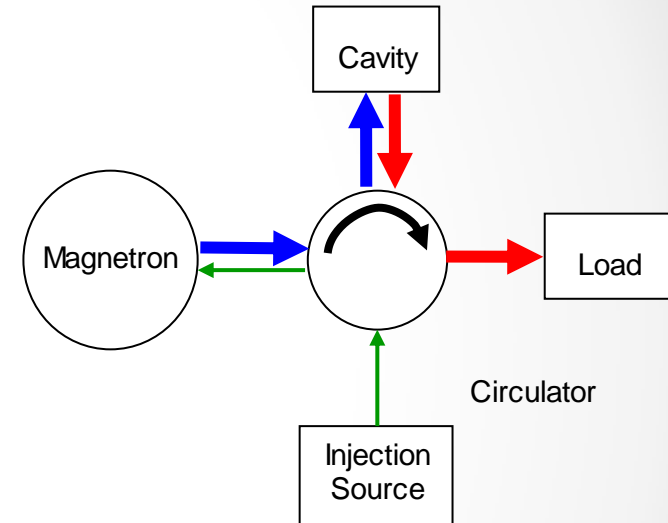 Cavity
Magnetron
Load
Circulator
Injection
Source